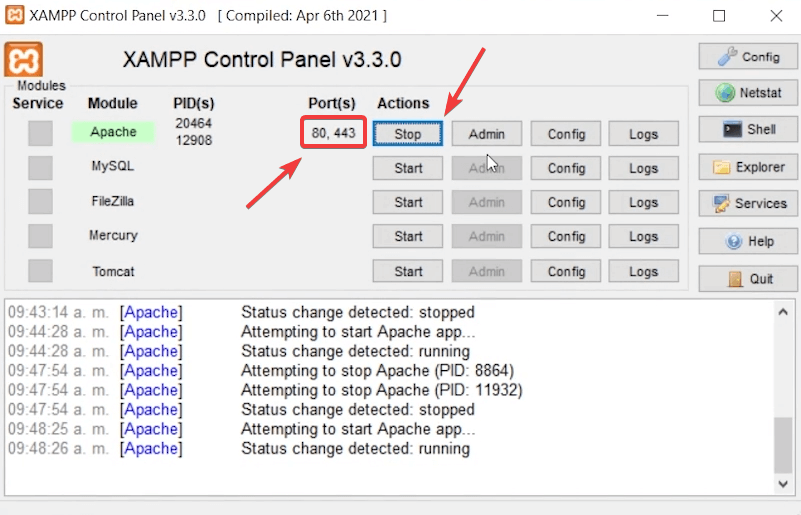 XAMPP Control Panel v3.3.0 [ Compiled: Apr 6th 2021 ]
XAMPP Control Panel v3.3.0
Modules
Service Module PID(s) Port(s) Actions
Apache 20464 12908 80, 443 Stop Admin Config Logs
MySQL Start Admin Config Logs
FileZilla Start Admin Config Logs
Mercury Start Admin Config Logs
Tomcat Start Admin Config Logs
Config
Netstat
Shell
Explorer
Services
Help
Quit
09:43:14 a. m. [Apache] Status change detected: stopped
09:44:28 a. m. [Apache] Attempting to start Apache app...
09:44:28 a. m. [Apache] Status change detected: running
09:47:54 a. m. [Apache] Attempting to stop Apache (PID: 8864)
09:47:54 a. m. [Apache] Attempting to stop Apache (PID: 11932)
09:47:54 a. m. [Apache] Status change detected: stopped
09:48:25 a. m. [Apache] Attempting to start Apache app...
09:48:26 a. m. [Apache] Status change detected: running